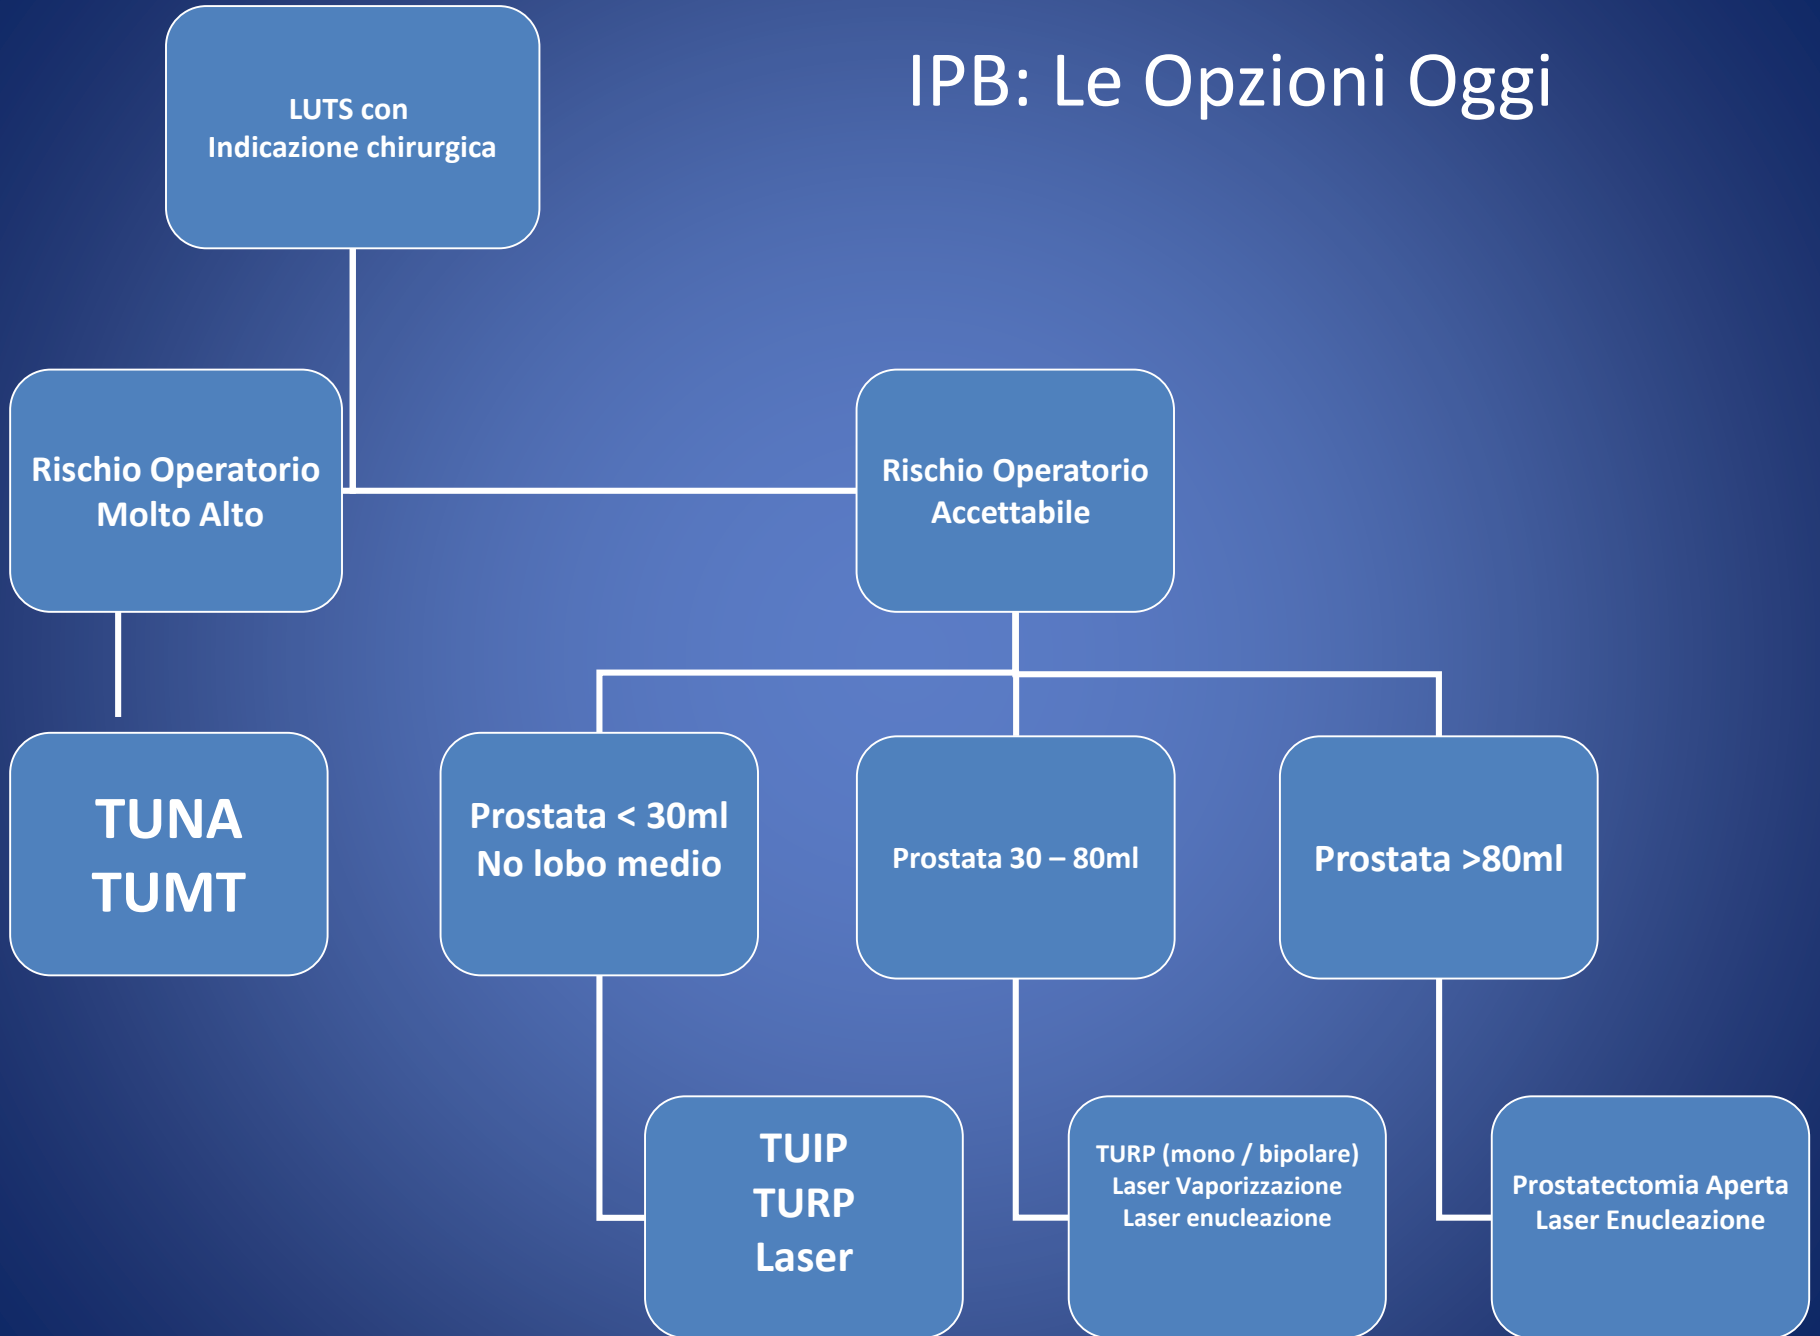 IPB: Le Opzioni Oggi
LUTS con
Indicazione chirurgica
Rischio Operatorio
Molto Alto
Rischio Operatorio
Accettabile
TUNA
TUMT
Prostata < 30ml
No lobo medio
Prostata 30 – 80ml
Prostata >80ml
TUIP
TURP
Laser
TURP (mono / bipolare)
Laser Vaporizzazione
Laser enucleazione
Prostatectomia Aperta
Laser Enucleazione